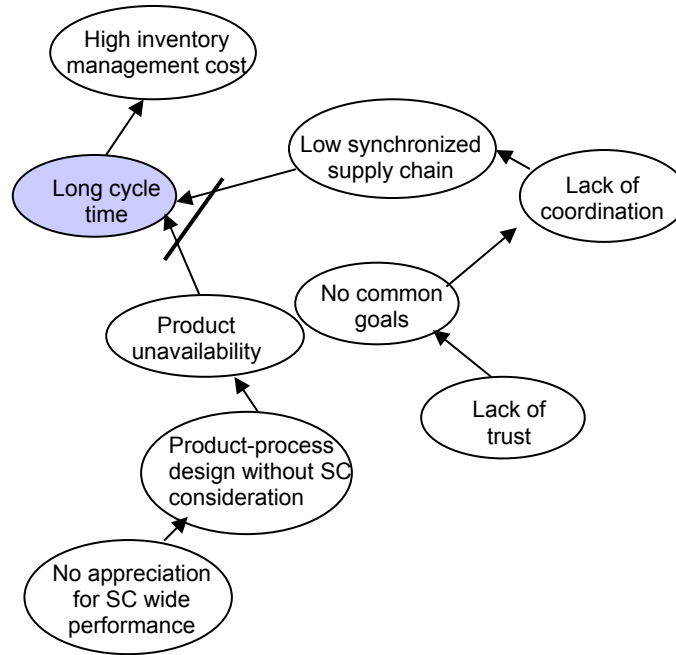 High inventory
management cost
Low synchronized
supply chain
Long cycle
time
Lack of
coordination
No common
goals
Product
unavailability
Lack of
trust
Product-process
design without SC
consideration
No appreciation
for SC wide
performance